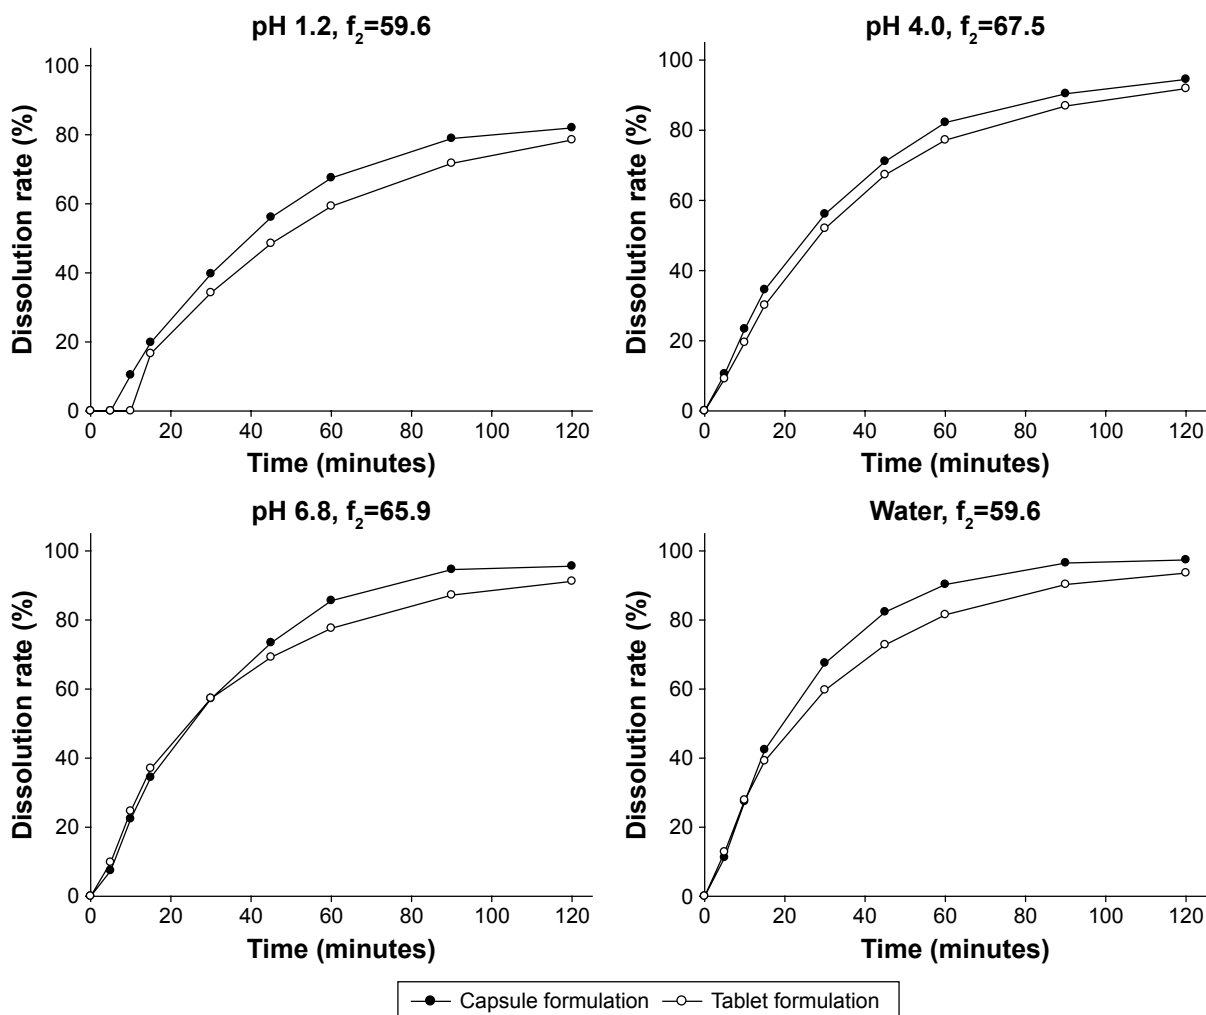 pH 1.2, f₂=59.6
Dissolution rate (%)
100
80
60
40
20
0
0 20 40 60 80 100 120
Time (minutes)
pH 4.0, f₂=67.5
Dissolution rate (%)
100
80
60
40
20
0
0 20 40 60 80 100 120
Time (minutes)
pH 6.8, f₂=65.9
Dissolution rate (%)
100
80
60
40
20
0
0 20 40 60 80 100 120
Time (minutes)
Water, f₂=59.6
Dissolution rate (%)
100
80
60
40
20
0
0 20 40 60 80 100 120
Time (minutes)
Capsule formulation Tablet formulation